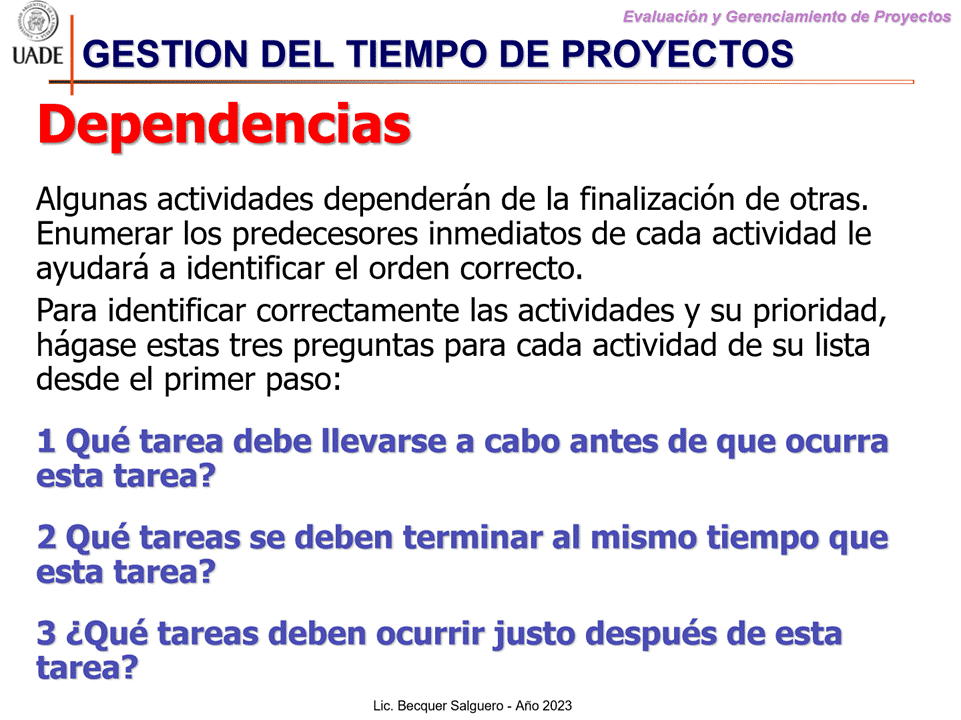 Evaluación y Gerenciamiento de Proyectos
UADE
GESTION DEL TIEMPO DE PROYECTOS
Dependencias
Algunas actividades dependerán de la finalización de otras.
Enumerar los predecesores inmediatos de cada actividad le
ayudará a identificar el orden correcto.
Para identificar correctamente las actividades y su prioridad,
hágase estas tres preguntas para cada actividad de su lista
desde el primer paso:
1 Qué tarea debe llevarse a cabo antes de que ocurra
esta tarea?
2 Qué tareas se deben terminar al mismo tiempo que
esta tarea?
3 ¿Qué tareas deben ocurrir justo después de esta
tarea?
Lic. Becquer Salguero - Año 2023